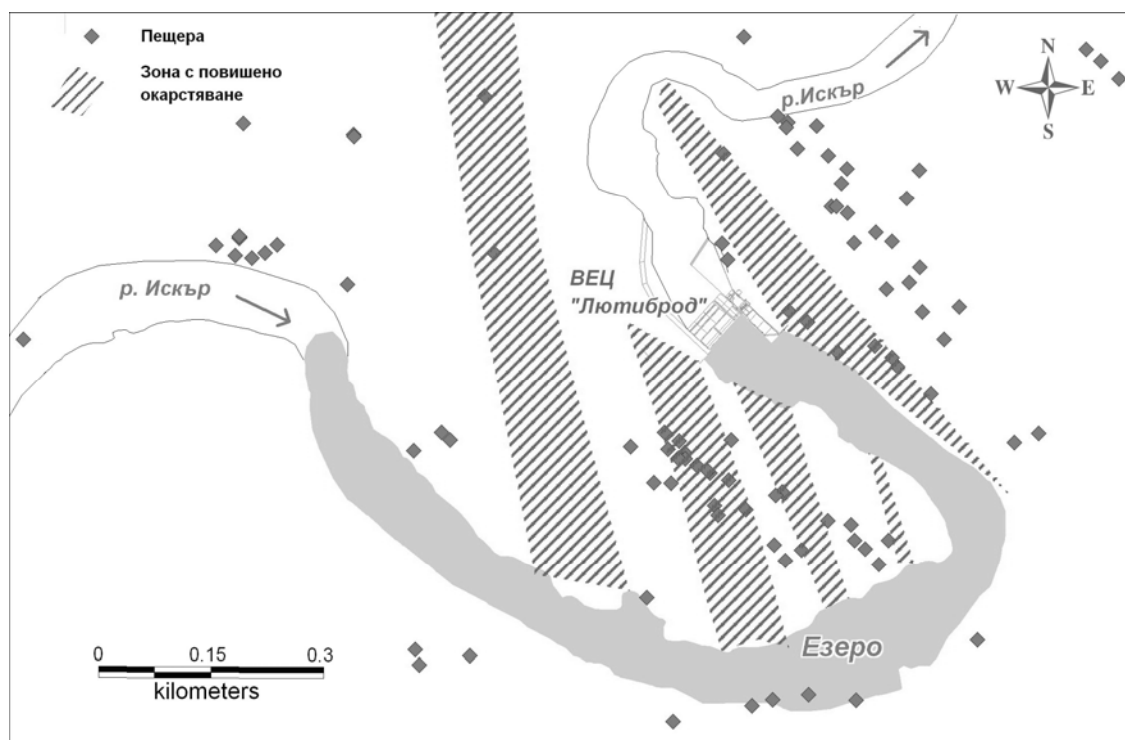 Пещера
Зона с повишено
окарстяване
р.Искър
N
W E
S
р. Искър
ВЕЦ
"Лютиброд"
Езеро
0 0.15 0.3
kilometers